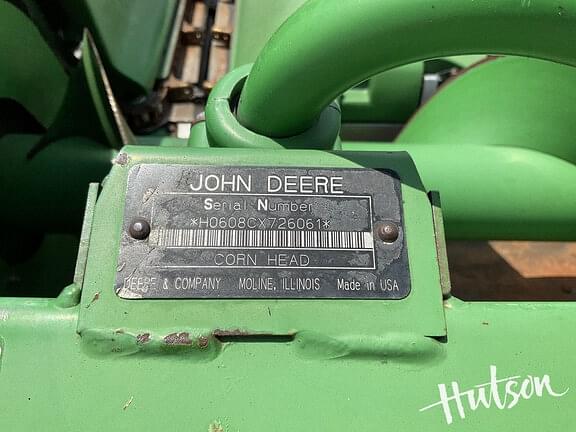 JOHN DEERE
Serial Number
*H0608CX726061*
CORN HEAD
DEERE & COMPANY MOLINE, ILLINOIS Made in USA
Hutson